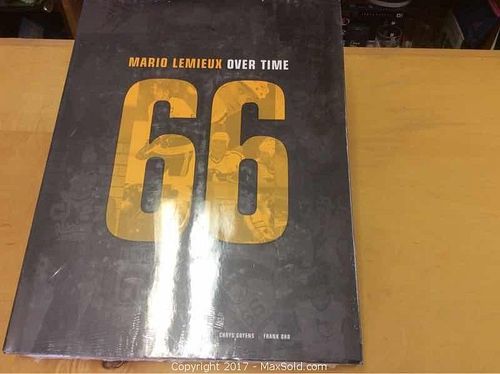 MARIO LEMIEUX OVER TIME
66
CHRYS GOYENS FRANK ORR
Copyright 2017 - MaxSold.com